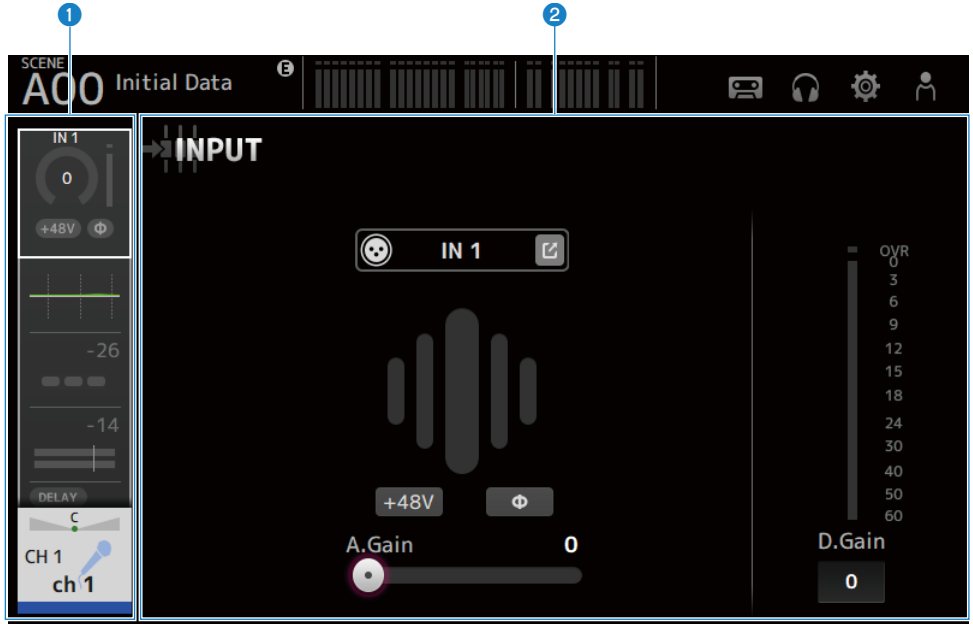 1
2
SCENE
A00 Initial Data
E
IN 1
0
+48V Φ
-26
-14
DELAY
C
CH 1
ch 1
INPUT
IN 1
+48V Φ
A.Gain 0
OVR
0
3
6
9
12
15
18
24
30
40
50
60
D.Gain
0